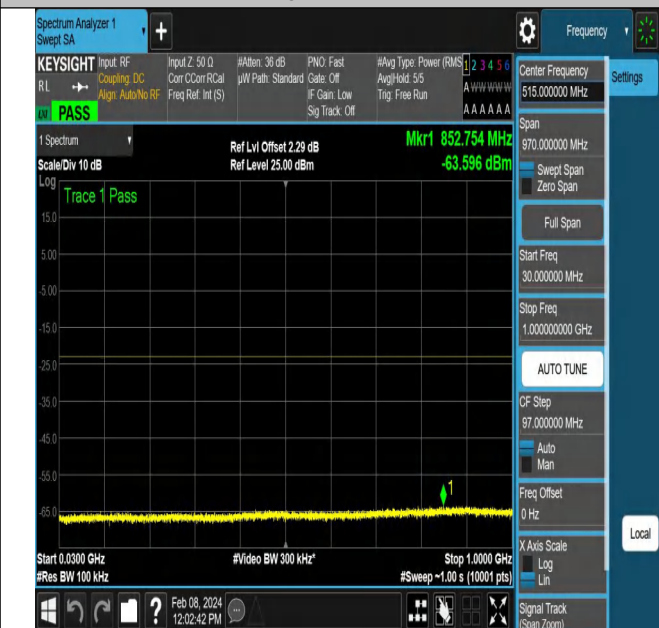 Spectrum Analyzer 1
Swept SA
Frequency
KEYSIGHT
RL
PASS
Input: RF
Coupling: DC
Align: Auto/No RF
Input Z: 50 Ω
Corr CCorr RCal
Freq Ref: Int (S)
#Atten: 36 dB
µW Path: Standard
PNO: Fast
Gate: Off
IF Gain: Low
Sig Track: Off
#Avg Type: Power (RMS
Avg|Hold: 5/5
Trig: Free Run
1 2 3 4 5 6
A W W W W W
A A A A A A
1 Spectrum
Scale/Div 10 dB
Ref Lvl Offset 2.29 dB
Ref Level 25.00 dBm
Mkr1 852.754 MHz
-63.596 dBm
Log
Trace 1 Pass
15.0
5.00
-5.00
-15.0
-25.0
-35.0
-45.0
-55.0
-65.0
1
Start 0.0300 GHz
#Res BW 100 kHz
#Video BW 300 kHz*
Stop 1.0000 GHz
#Sweep ~1.00 s (10001 pts)
Feb 08, 2024
12:02:42 PM
Center Frequency
515.000000 MHz
Span
970.000000 MHz
Swept Span
Zero Span
Full Span
Start Freq
30.000000 MHz
Stop Freq
1.000000000 GHz
AUTO TUNE
CF Step
97.000000 MHz
Auto
Man
Freq Offset
0 Hz
X Axis Scale
Log
Lin
Signal Track
(Span Zoom)
Settings
Local